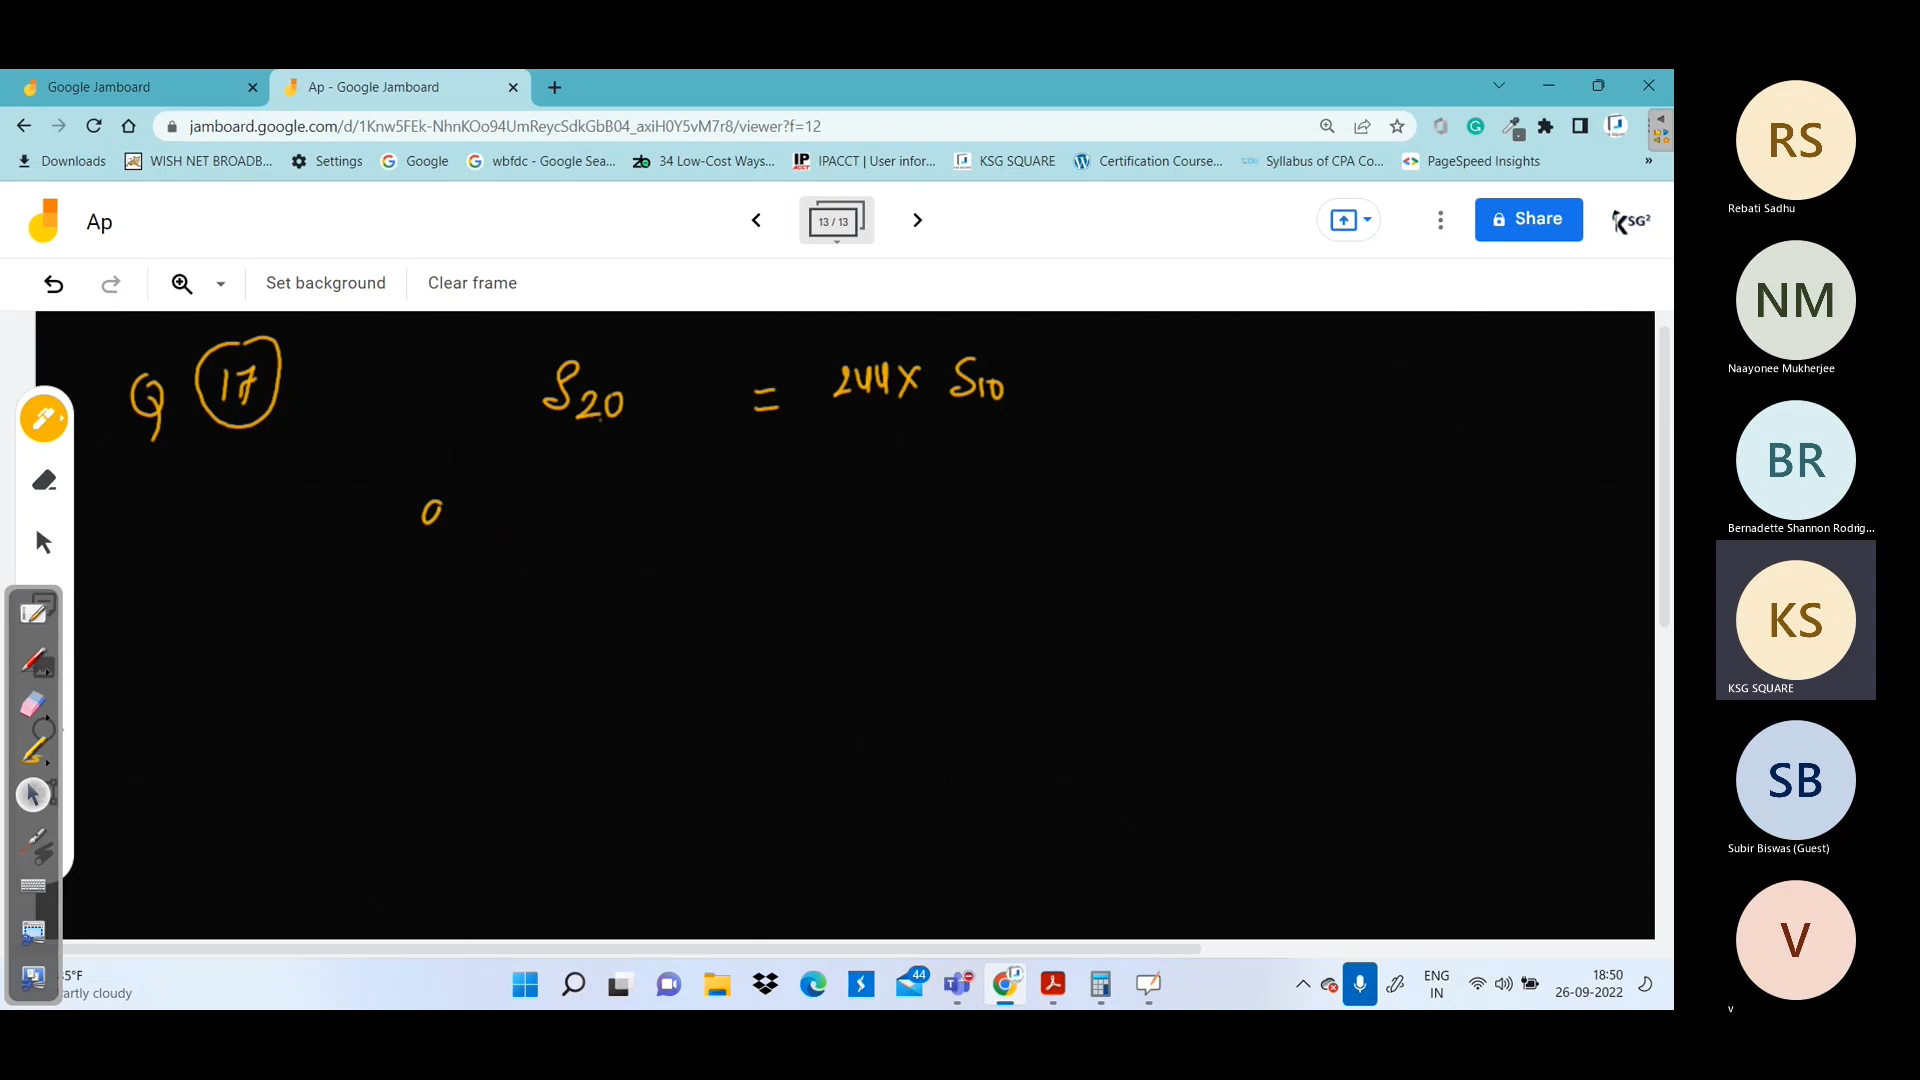 Google Jamboard
Ap - Google Jamboard
jamboard.google.com/d/1Knw5FEk-NhnKOo94UmReycSdkGbB04_axiH0Y5vM7r8/viewer?f=12
Downloads WISH NET BROADB... Settings Google wbfdc - Google Sea... 34 Low-Cost Ways... IPACCT | User infor... KSG SQUARE Certification Course... Syllabus of CPA Co... PageSpeed Insights »
Ap
13 / 13
Share
KSG²
Set background Clear frame
Q 17 S20 = 244X S10
0
RS
Rebati Sadhu
NM
Naayonee Mukherjee
BR
Bernadette Shannon Rodrig...
KS
KSG SQUARE
SB
Subir Biswas (Guest)
V
v
5°F
artly cloudy
44
ENG
IN
18:50
26-09-2022